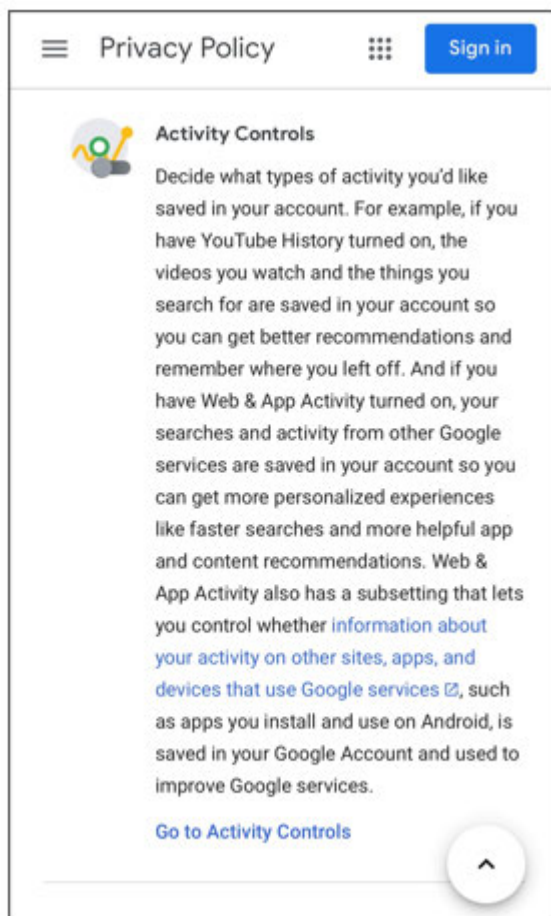 Privacy Policy
Sign in
Activity Controls
Decide what types of activity you'd like
saved in your account. For example, if you
have YouTube History turned on, the
videos you watch and the things you
search for are saved in your account so
you can get better recommendations and
remember where you left off. And if you
have Web & App Activity turned on, your
searches and activity from other Google
services are saved in your account so you
can get more personalized experiences
like faster searches and more helpful app
and content recommendations. Web &
App Activity also has a subsetting that lets
you control whether information about
your activity on other sites, apps, and
devices that use Google services, such
as apps you install and use on Android, is
saved in your Google Account and used to
improve Google services.
Go to Activity Controls